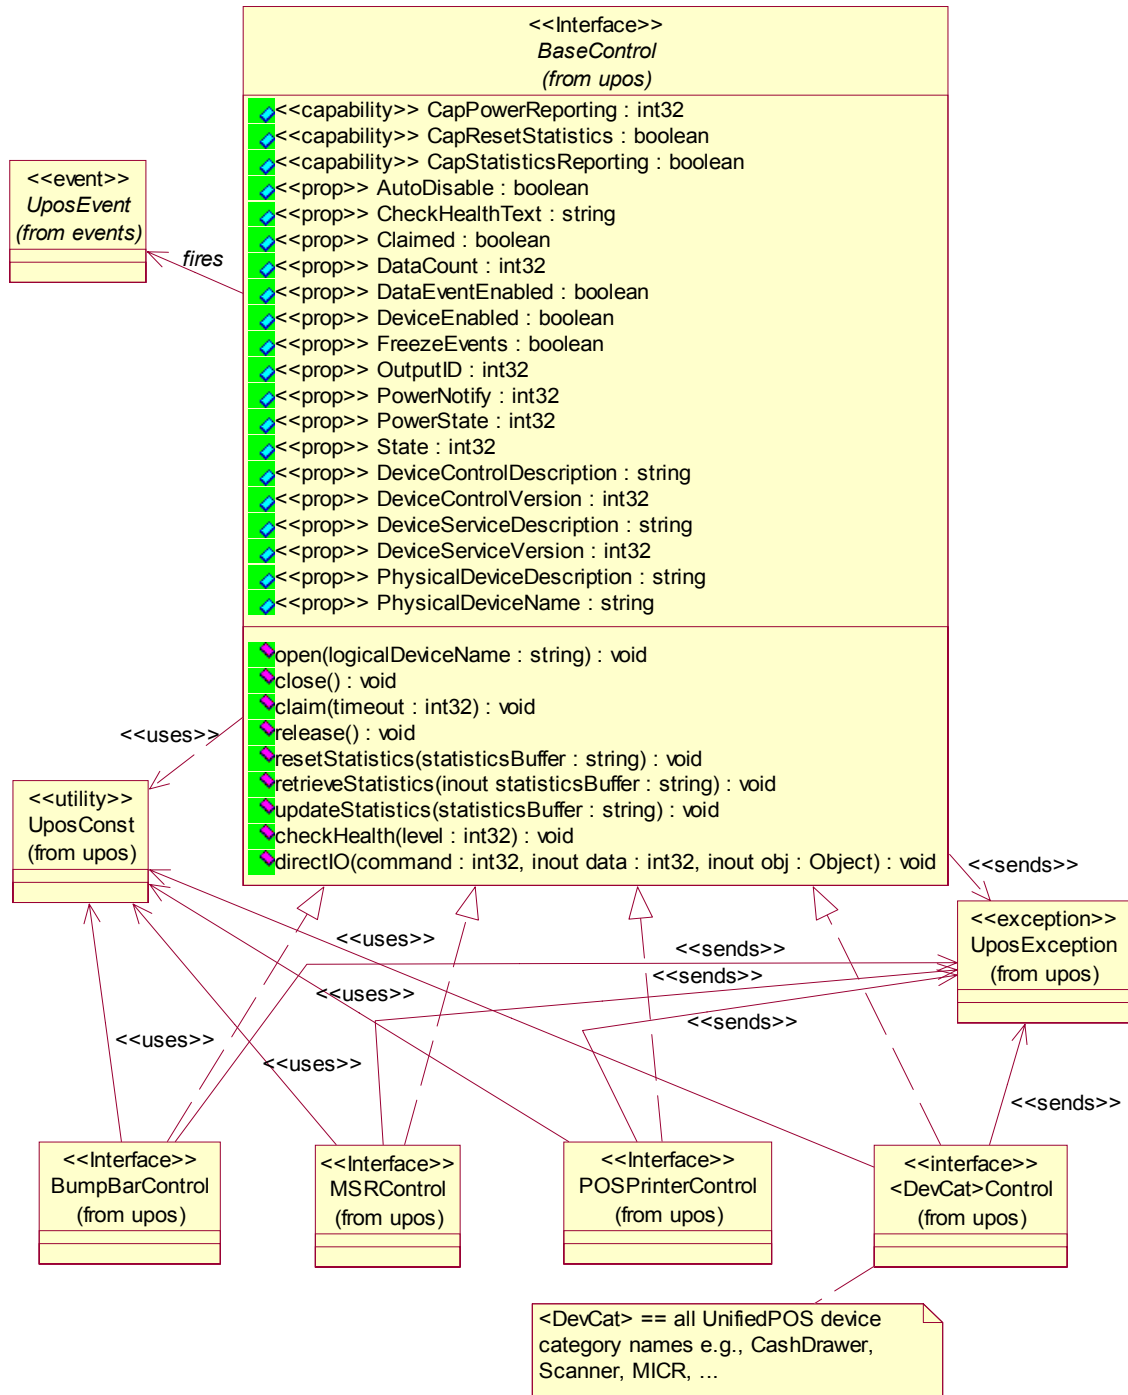 <<Interface>>
BaseControl
(from upos)
<<capability>> CapPowerReporting : int32
<<capability>> CapResetStatistics : boolean
<<capability>> CapStatisticsReporting : boolean
<<prop>> AutoDisable : boolean
<<prop>> CheckHealthText : string
<<prop>> Claimed : boolean
<<prop>> DataCount : int32
<<prop>> DataEventEnabled : boolean
<<prop>> DeviceEnabled : boolean
<<prop>> FreezeEvents : boolean
<<prop>> OutputID : int32
<<prop>> PowerNotify : int32
<<prop>> PowerState : int32
<<prop>> State : int32
<<prop>> DeviceControlDescription : string
<<prop>> DeviceControlVersion : int32
<<prop>> DeviceServiceDescription : string
<<prop>> DeviceServiceVersion : int32
<<prop>> PhysicalDeviceDescription : string
<<prop>> PhysicalDeviceName : string
open(logicalDeviceName : string) : void
close() : void
claim(timeout : int32) : void
release() : void
resetStatistics(statisticsBuffer : string) : void
retrieveStatistics(inout statisticsBuffer : string) : void
updateStatistics(statisticsBuffer : string) : void
checkHealth(level : int32) : void
directIO(command : int32, inout data : int32, inout obj : Object) : void
<<event>>
UposEvent
(from events)
fires
<<uses>>
<<utility>>
UposConst
(from upos)
<<sends>>
<<exception>>
UposException
(from upos)
<<uses>>
<<sends>>
<<sends>>
<<uses>>
<<sends>>
<<uses>>
<<uses>>
<<sends>>
<<Interface>>
BumpBarControl
(from upos)
<<Interface>>
MSRControl
(from upos)
<<Interface>>
POSPrinterControl
(from upos)
<<interface>>
<DevCat>Control
(from upos)
<DevCat> == all UnifiedPOS device
category names e.g., CashDrawer,
Scanner, MICR, ...